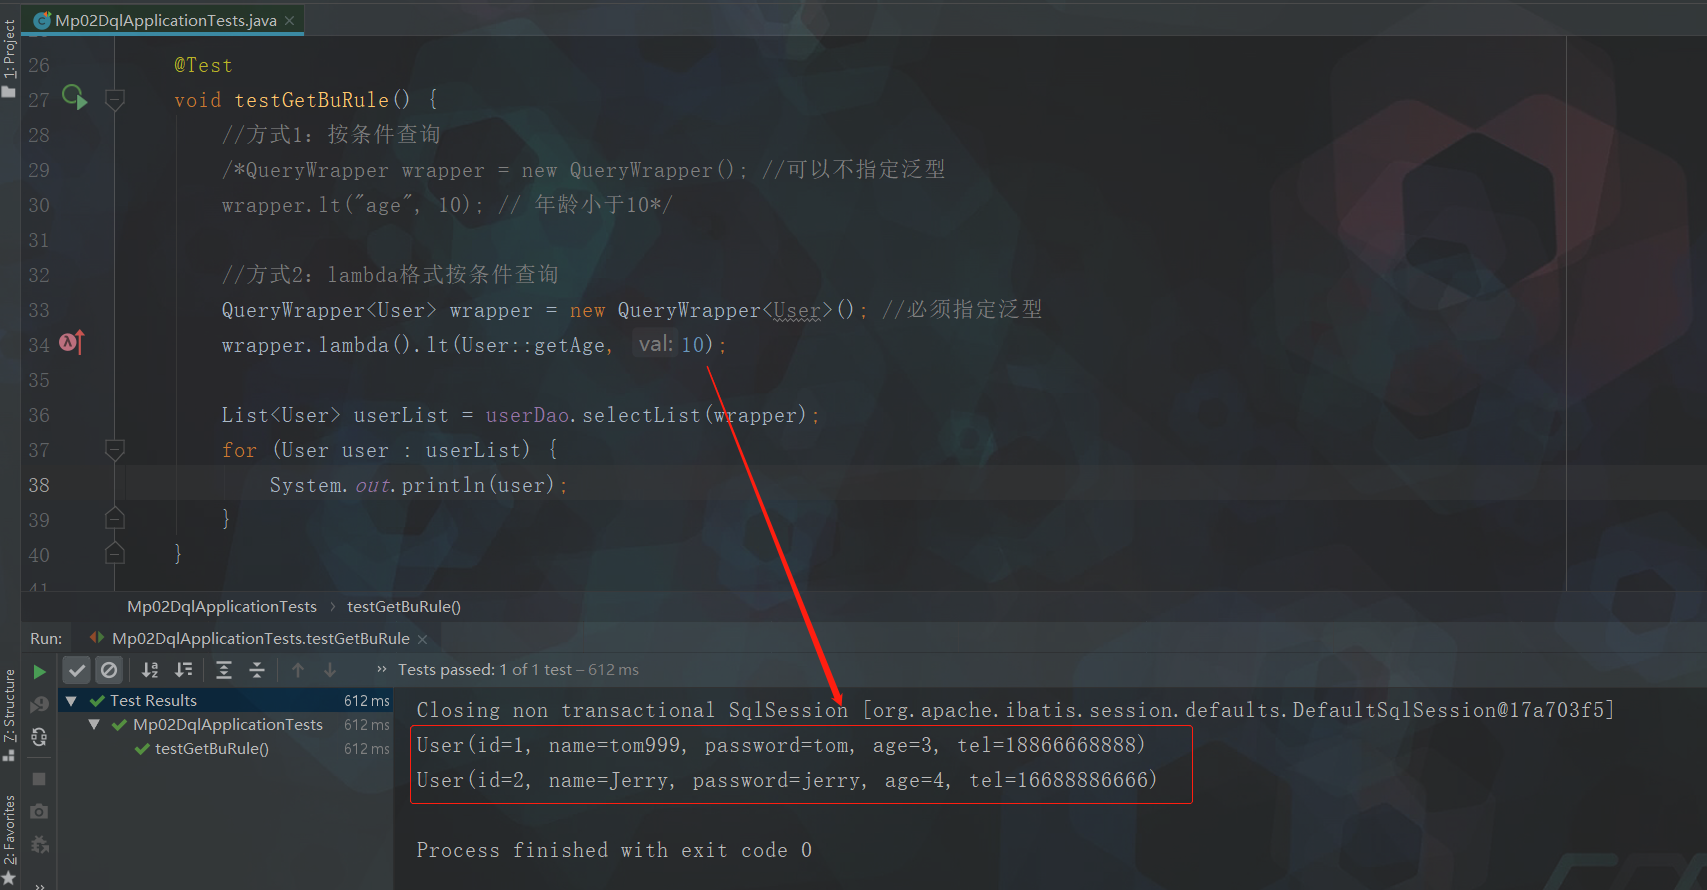 Mp02DqlApplicationTests.java
1: Project
26 @Test
27 void testGetBuRule() {
28 //方式1：按条件查询
29 /*QueryWrapper wrapper = new QueryWrapper(); //可以不指定泛型
30 wrapper.lt("age", 10); // 年龄小于10*/
31
32 //方式2：lambda格式按条件查询
33 QueryWrapper<User> wrapper = new QueryWrapper<User>(); //必须指定泛型
34 wrapper.lambda().lt(User::getAge, val: 10);
35
36 List<User> userList = userDao.selectList(wrapper);
37 for (User user : userList) {
38 System.out.println(user);
39 }
40 }
41
Mp02DqlApplicationTests › testGetBuRule()
Run: Mp02DqlApplicationTests.testGetBuRule
» Tests passed: 1 of 1 test – 612 ms
Test Results 612 ms
Mp02DqlApplicationTests 612 ms
testGetBuRule() 612 ms
7: Structure
2: Favorites
Closing non transactional SqlSession [org.apache.ibatis.session.defaults.DefaultSqlSession@17a703f5]
User(id=1, name=tom999, password=tom, age=3, tel=18866668888)
User(id=2, name=Jerry, password=jerry, age=4, tel=16688886666)
Process finished with exit code 0